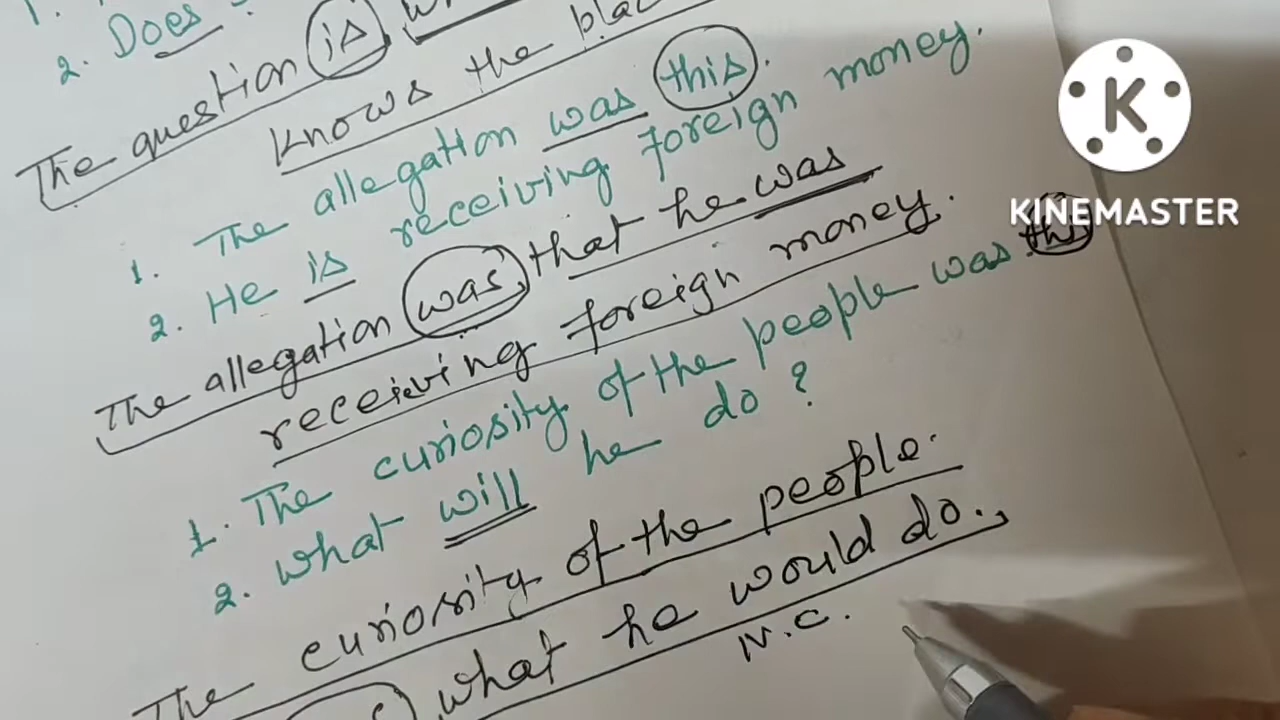 1.
2. Does
The question is
knows the plac
1. The allegation was this.
2. He is receiving foreign money.
The allegation was that he was
receiving foreign money.
1. The curiosity of the people was this
2. What will he do ?
The curiosity of the people.
what he would do.,
N.C.
K
KINEMASTER